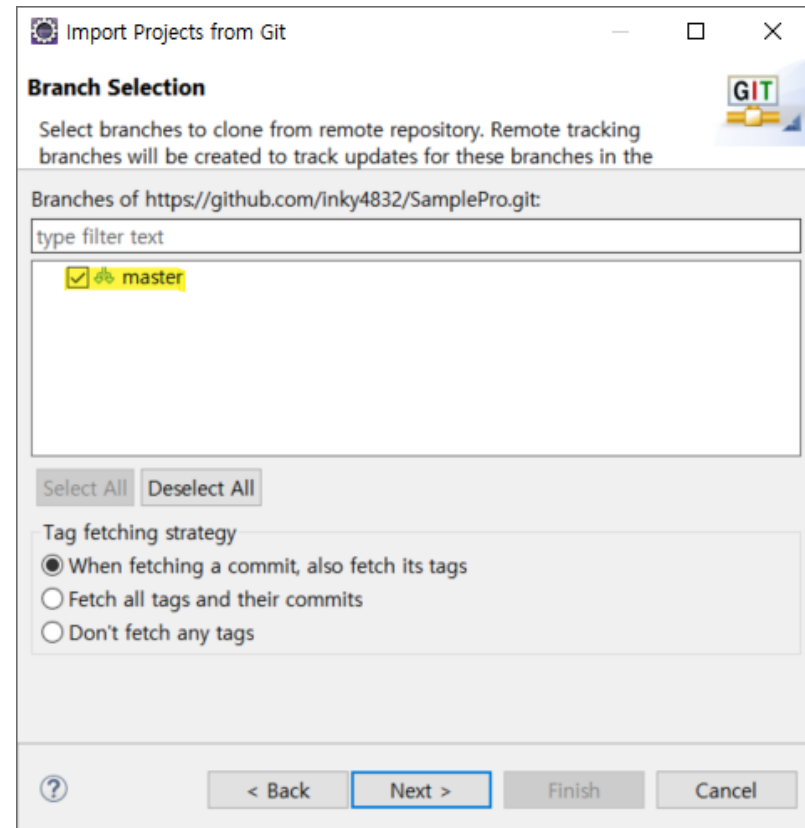 Import Projects from Git
Branch Selection
GIT
Select branches to clone from remote repository. Remote tracking
branches will be created to track updates for these branches in the
Branches of https://github.com/inky4832/SamplePro.git:
type filter text
master
Select All Deselect All
Tag fetching strategy
When fetching a commit, also fetch its tags
Fetch all tags and their commits
Don't fetch any tags
? < Back Next > Finish Cancel